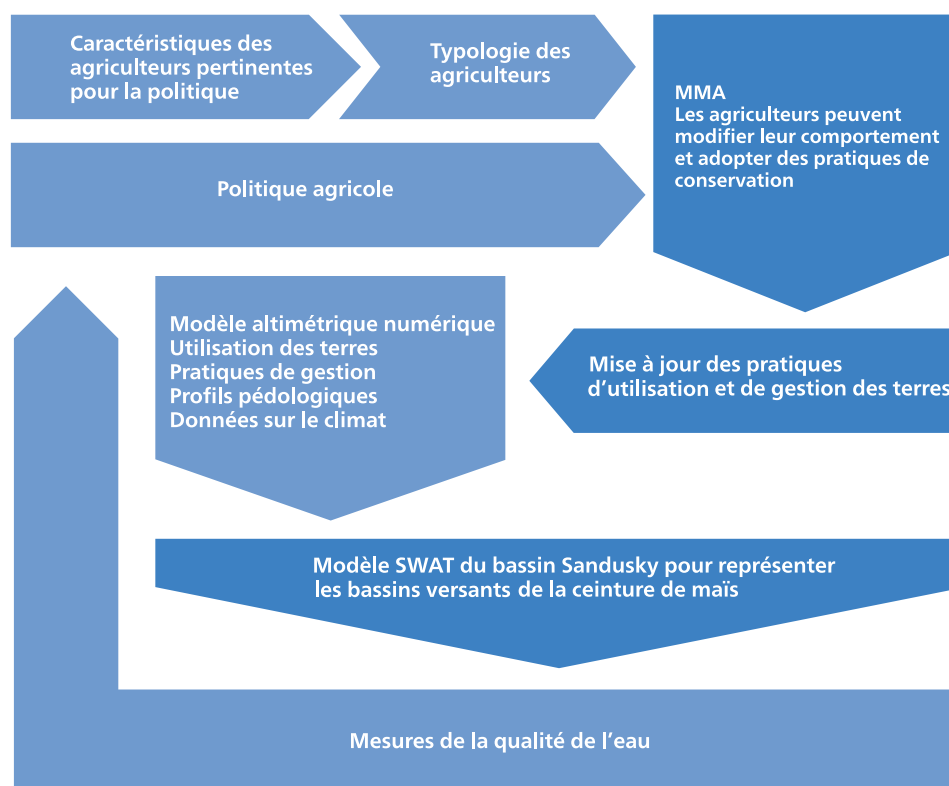 Caractéristiques des
agriculteurs pertinentes
pour la politique
Typologie des
agriculteurs
MMA
Les agriculteurs peuvent
modifier leur comportement
et adopter des pratiques de
conservation
Politique agricole
Modèle altimétrique numérique
Utilisation des terres
Pratiques de gestion
Profils pédologiques
Données sur le climat
Mise à jour des pratiques
d’utilisation et de gestion des terres
Modèle SWAT du bassin Sandusky pour représenter
les bassins versants de la ceinture de maïs
Mesures de la qualité de l’eau